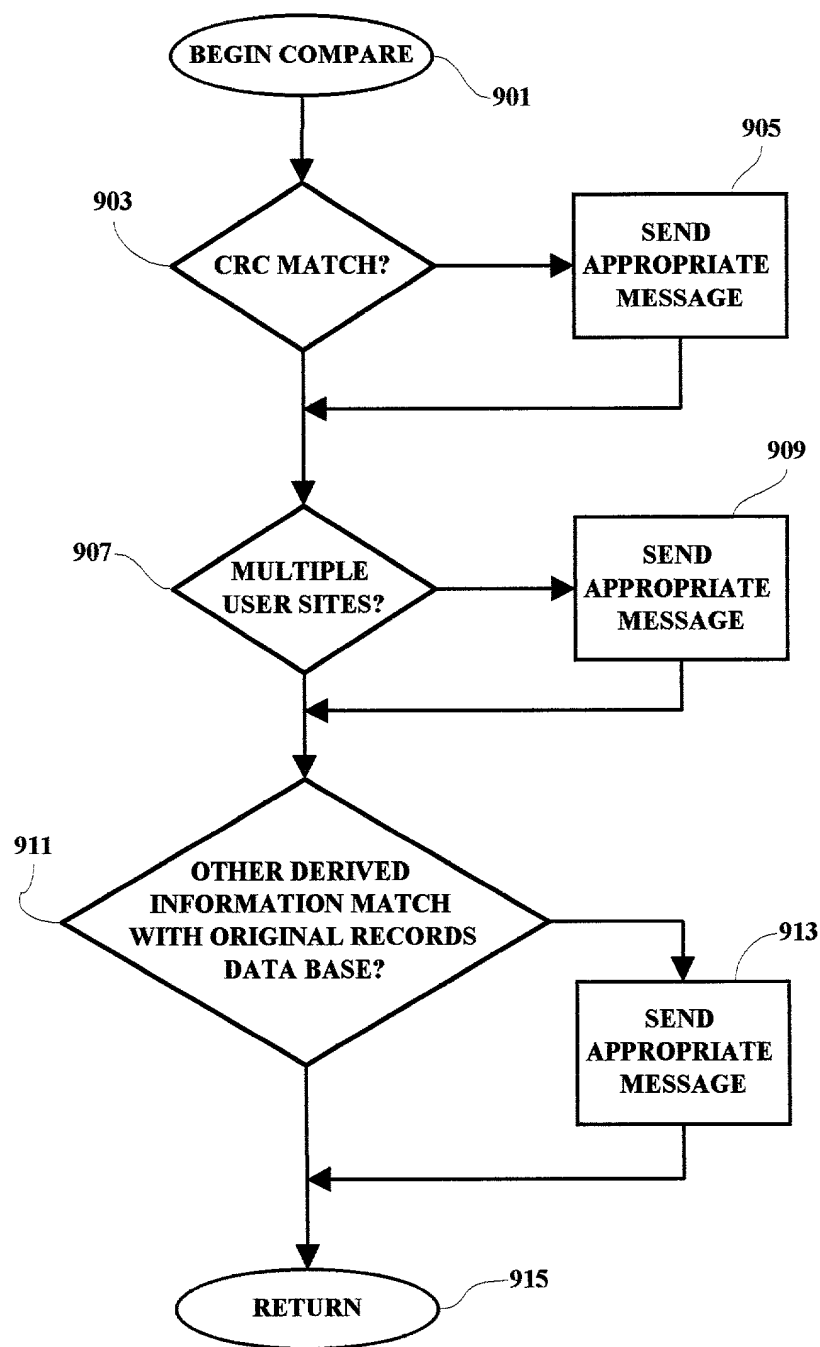 BEGIN COMPARE
901
905
903
CRC MATCH?
SEND
APPROPRIATE
MESSAGE
909
907
MULTIPLE
USER SITES?
SEND
APPROPRIATE
MESSAGE
911
OTHER DERIVED
INFORMATION MATCH
WITH ORIGINAL RECORDS
DATA BASE?
913
SEND
APPROPRIATE
MESSAGE
915
RETURN